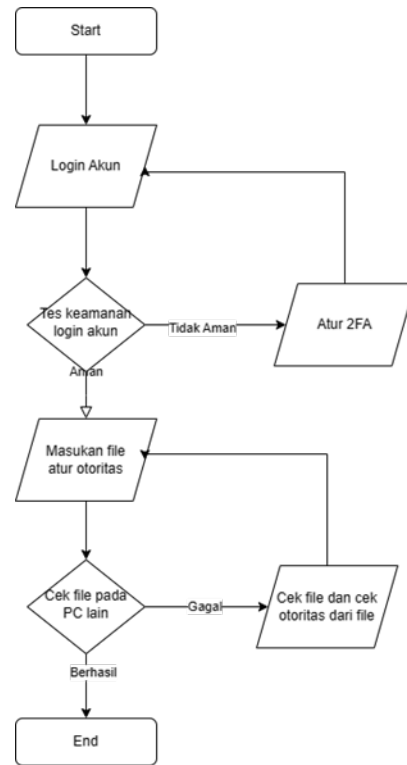 Start
Login Akun
Tes keamanan
login akun
Tidak Aman
Atur 2FA
Aman
Masukan file
atur otoritas
Cek file pada
PC lain
Gagal
Cek file dan cek
otoritas dari file
Berhasil
End